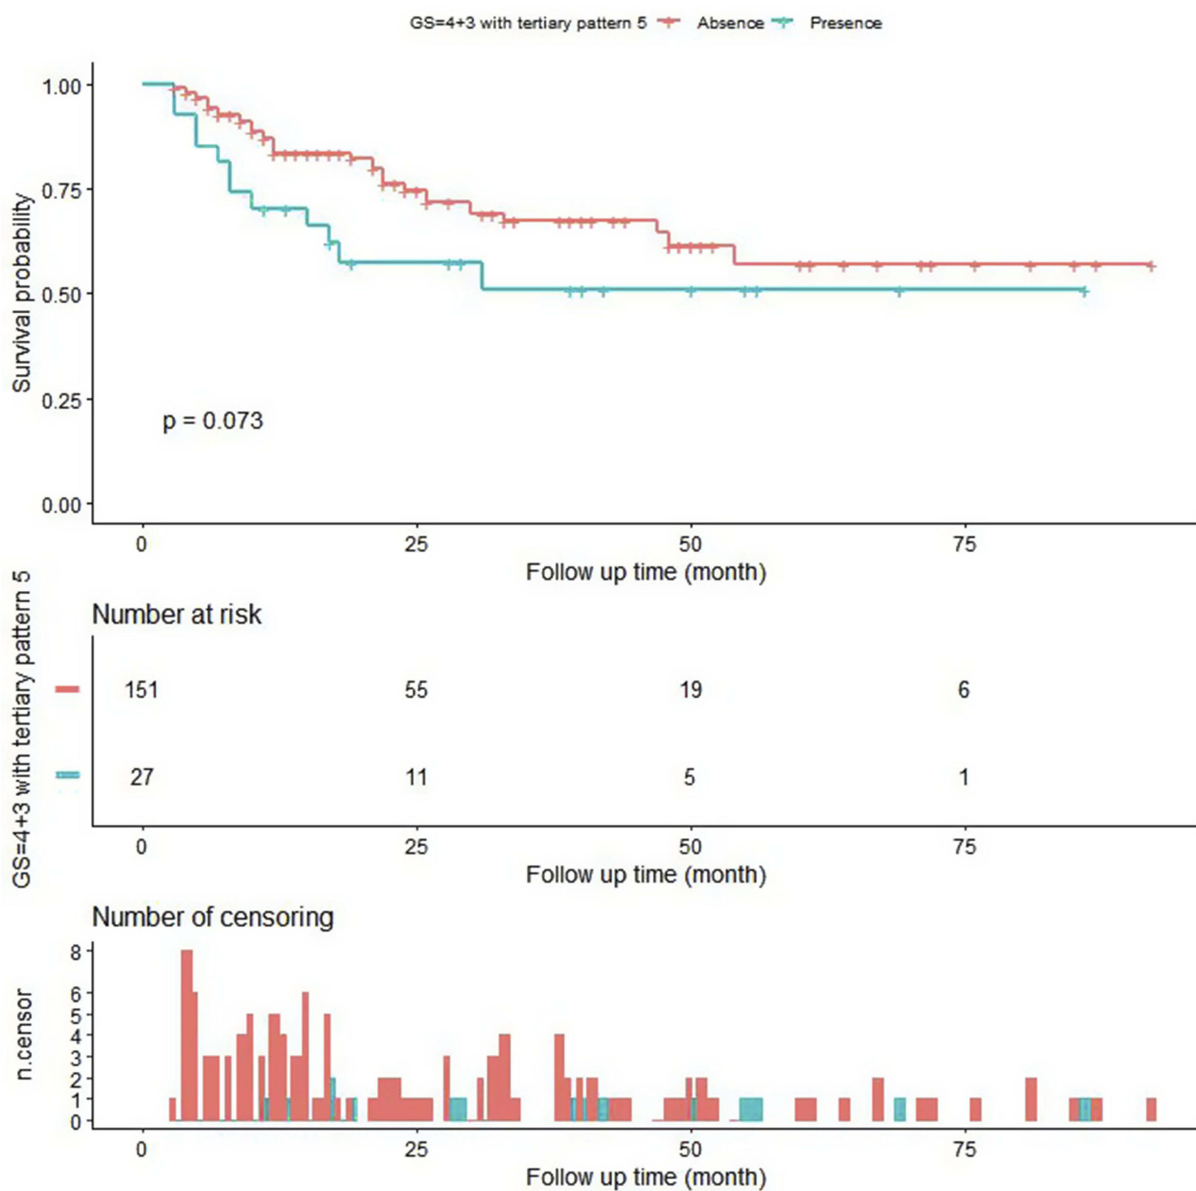 GS=4+3 with tertiary pattern 5 Absence Presence
Survival probability
1.00
0.75
0.50
0.25
0.00
p = 0.073
0 25 50 75
Follow up time (month)
GS=4+3 with tertiary pattern 5
Number at risk
151 55 19 6
27 11 5 1
0 25 50 75
Follow up time (month)
Number of censoring
n.censor
8
6
5
4
3
2
1
0
0 25 50 75
Follow up time (month)